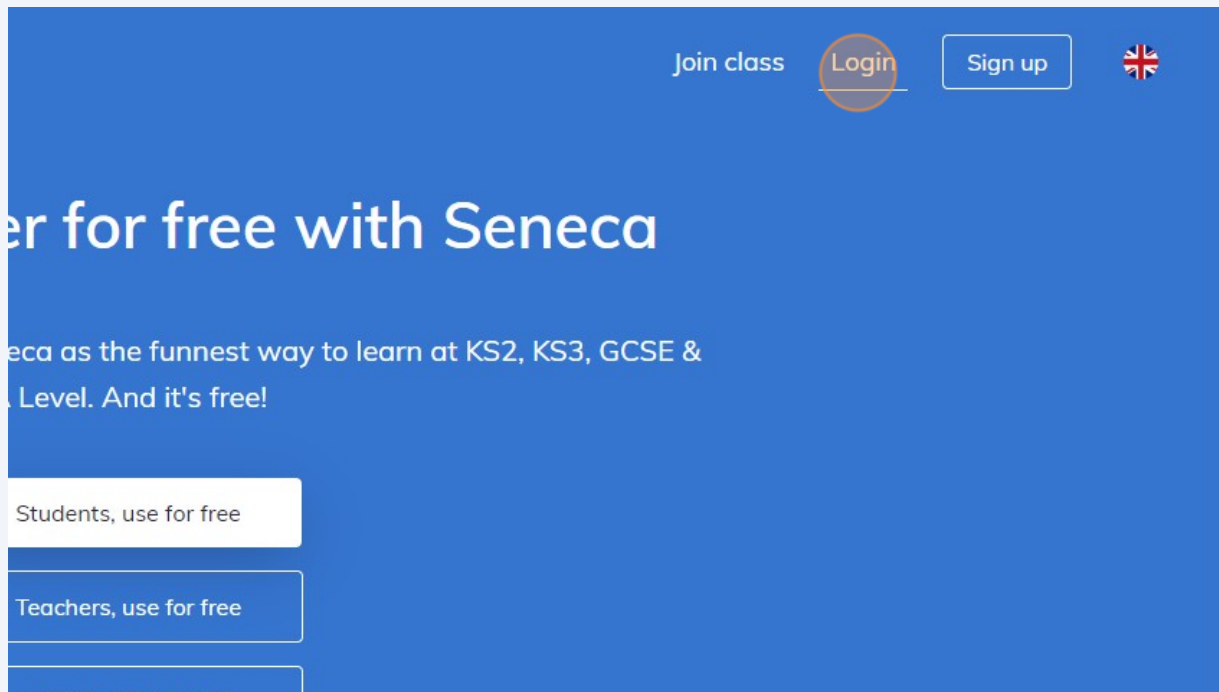 Join class Login Sign up
er for free with Seneca
eca as the funnest way to learn at KS2, KS3, GCSE &
Level. And it's free!
Students, use for free
Teachers, use for free